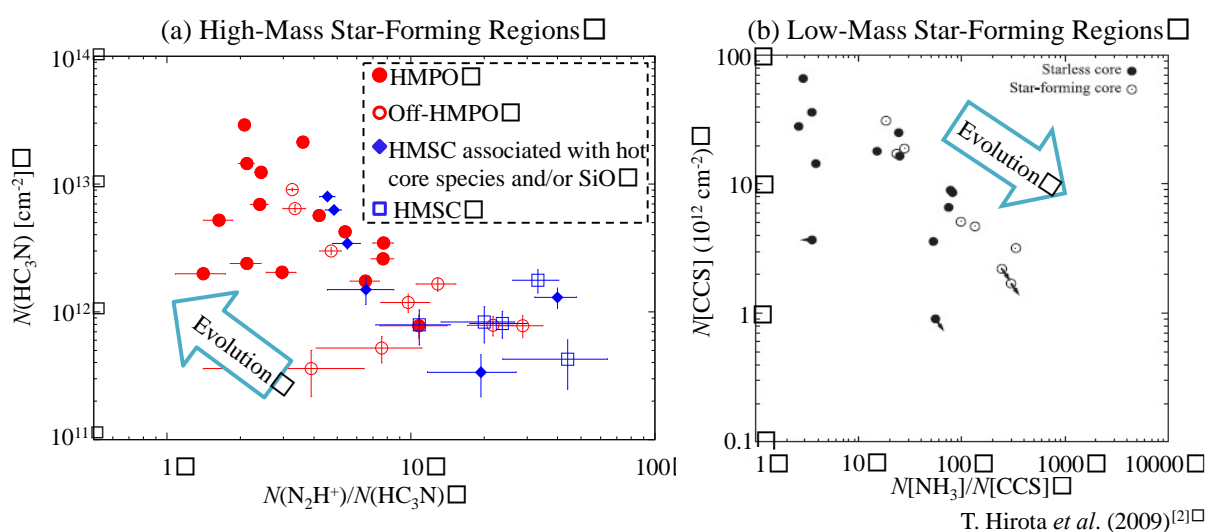 (a) High-Mass Star-Forming Regions□
(b) Low-Mass Star-Forming Regions□
10¹⁴□
10¹³□
10¹²□
10¹¹□
N(HC₃N) [cm⁻²]□
HMPO□
Off-HMPO□
HMSC associated with hot
core species and/or SiO□
HMSC□
Evolution□
1□
10□
100□
N(N₂H⁺)/N(HC₃N)□
100□
10□
1□
0.1□
N[CCS] (10¹² cm⁻²)□
Starless core
Star-forming core
Evolution□
1□
10□
100□
1000□
10000□
N[NH₃]/N[CCS]□
T. Hirota et al. (2009)[2]□